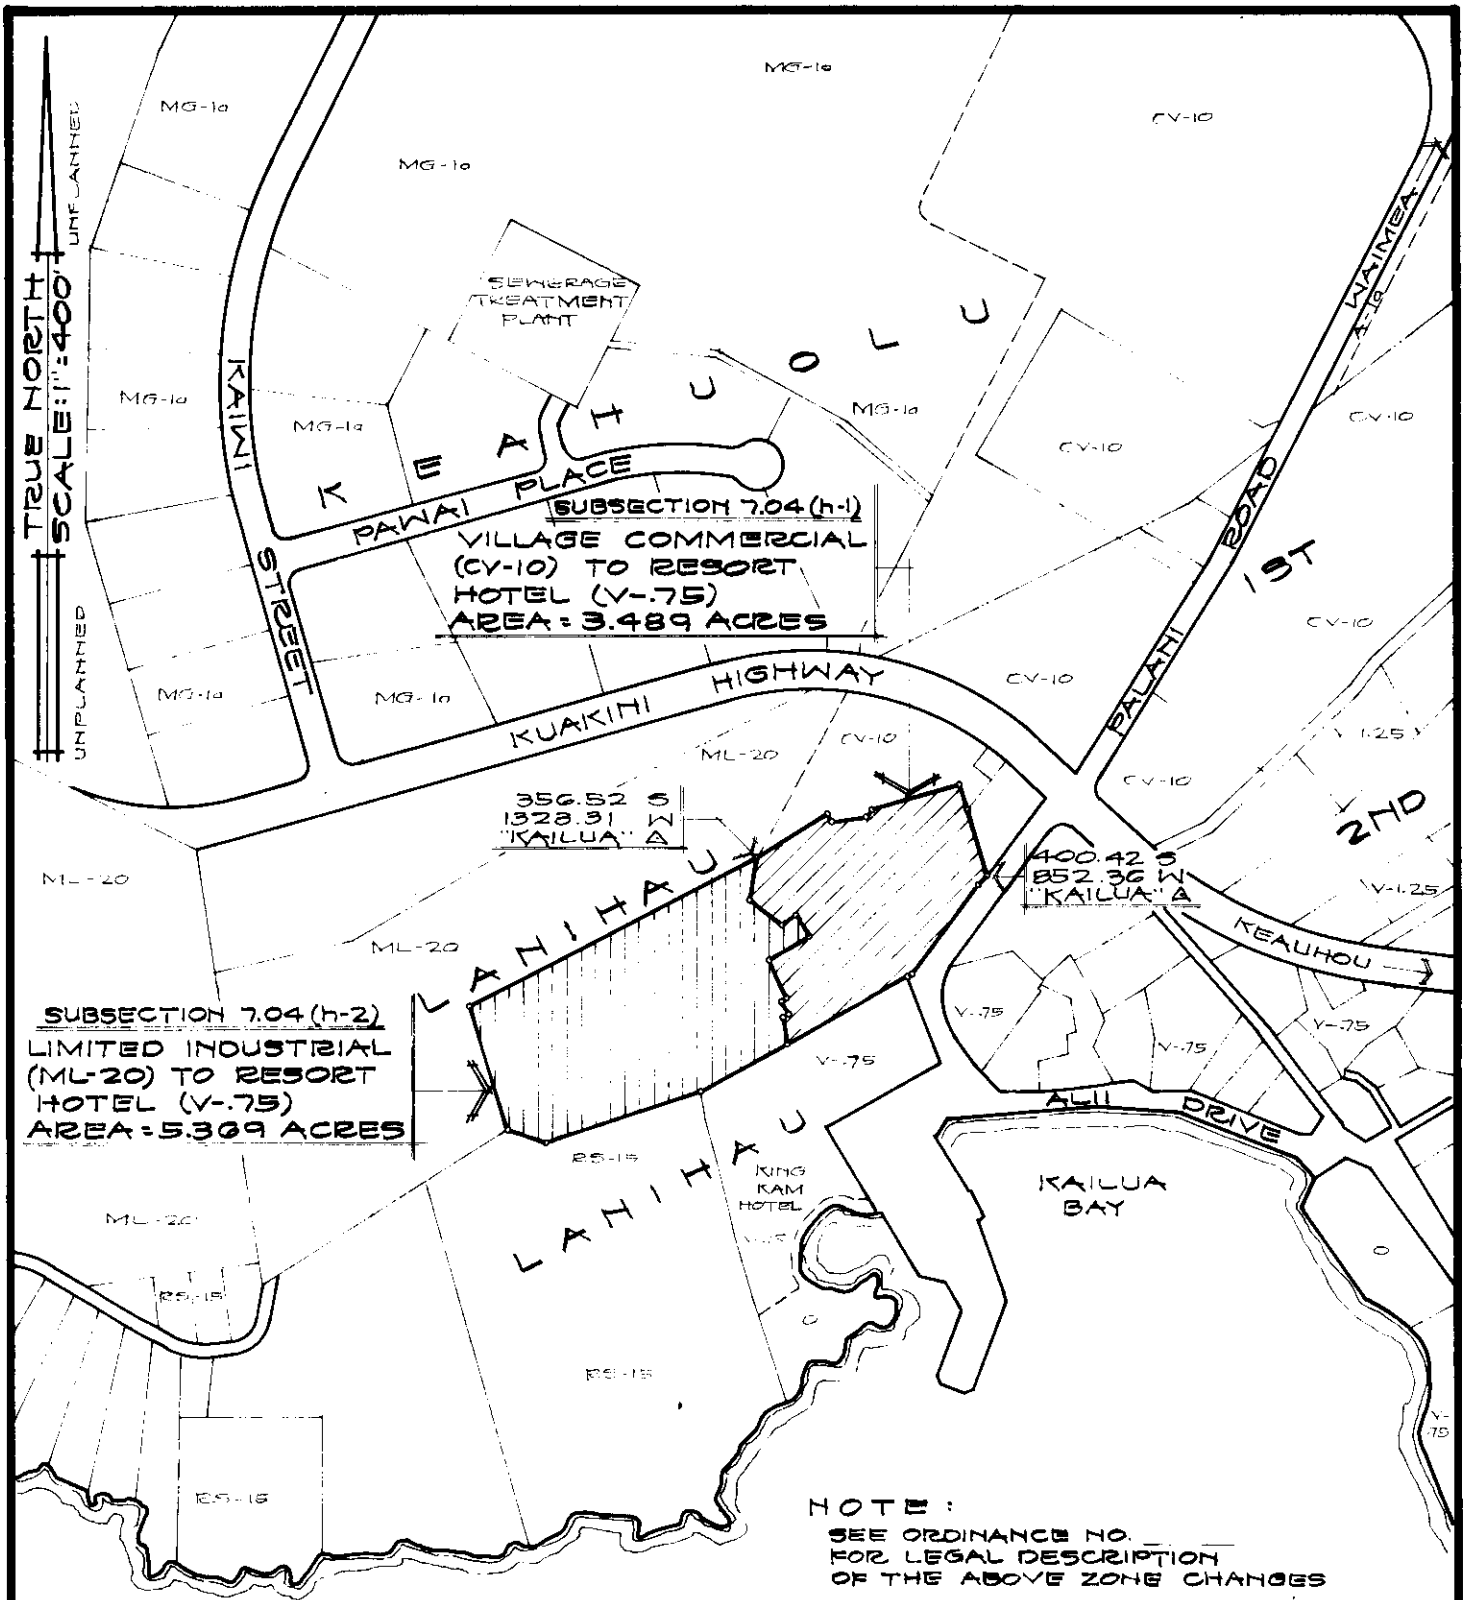 MG-1a
MG-1a
CV-10
MG-1a
UNPLANNED
TRUE NORTH
SCALE: 1":400'
WAIMEA
A-1a
SEWERAGE
TREATMENT
PLANT
KEAHUOLU
KAIWI
STREET
MG-1a
MG-1a
MG-1a
CV-10
CV-10
PAWAI PLACE
PALANI ROAD
1ST
SUBSECTION 7.04 (h-1)
VILLAGE COMMERCIAL
(CV-10) TO RESORT
HOTEL (V-.75)
AREA = 3.489 ACRES
UNPLANNED
CV-10
MG-1a
MG-1a
CV-10
KUAKINI HIGHWAY
V-1.25
ML-20
CV-10
CV-10
2ND
356.52 S
1328.31 W
"KAILUA" △
400.42 S
852.36 W
"KAILUA" △
ML-20
V-1.25
LANIHAU
ML-20
KEAUHOU
SUBSECTION 7.04 (h-2)
LIMITED INDUSTRIAL
(ML-20) TO RESORT
HOTEL (V-.75)
AREA = 5.369 ACRES
V-.75
V-.75
V-.75
V-.75
ALII DRIVE
RS-15
LANIHAU
KING
KAM
HOTEL
V-.75
KAILUA
BAY
ML-20
O
RS-15
O
RS-15
V-
.75
RS-15
NOTE :
SEE ORDINANCE NO. ____
FOR LEGAL DESCRIPTION
OF THE ABOVE ZONE CHANGES